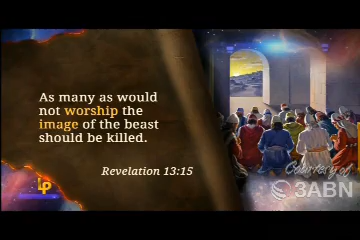 As many as would
not worship the
image of the beast
should be killed.
Revelation 13:15
LP
Courtesy of
3ABN